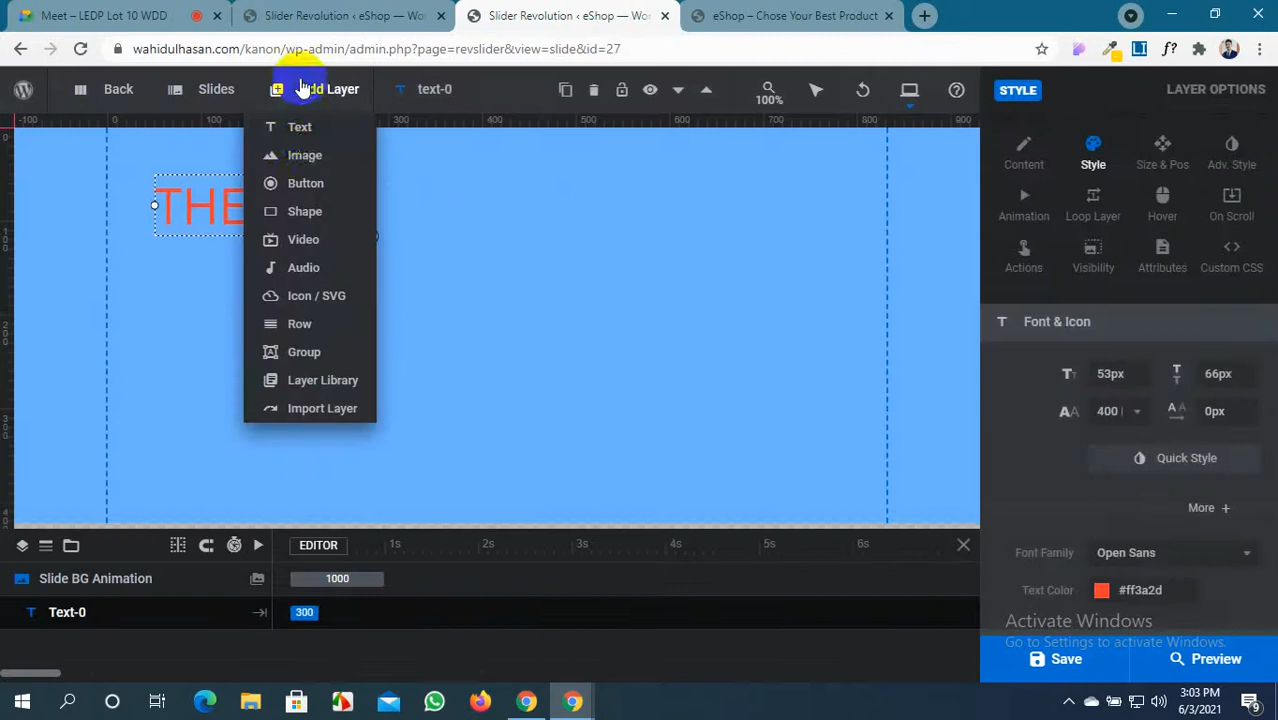 Meet – LEDP Lot 10 WDD
Slider Revolution ‹ eShop — Wo
Slider Revolution ‹ eShop — Wo
eShop – Chose Your Best Product
wahidulhasan.com/kanon/wp-admin/admin.php?page=revslider&view=slide&id=27
Back
Slides
Add Layer
text-0
100%
STYLE
LAYER OPTIONS
-100 0 100 300 400 500 600 700 800 900
0
100
200
300
Text
Image
Button
Shape
Video
Audio
Icon / SVG
Row
Group
Layer Library
Import Layer
THE
Content
Style
Size & Pos
Adv. Style
Animation
Loop Layer
Hover
On Scroll
Actions
Visibility
Attributes
Custom CSS
Font & Icon
53px
66px
400
0px
Quick Style
More +
Font Family
Open Sans
Text Color
#ff3a2d
EDITOR
1s 2s 3s 4s 5s 6s
Slide BG Animation
1000
Text-0
300
Activate Windows
Go to Settings to activate Windows.
Save
Preview
3:03 PM
6/3/2021
9